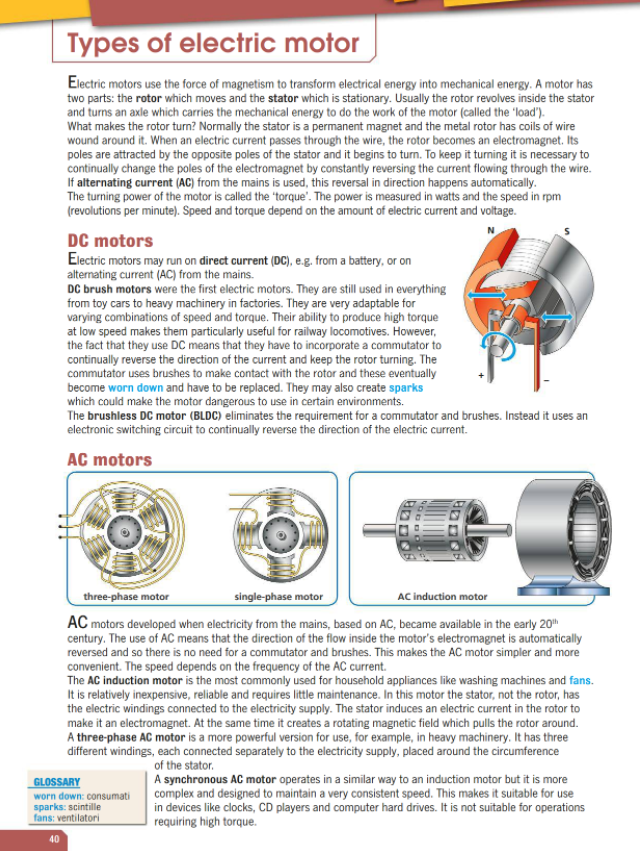 Types of electric motor
Electric motors use the force of magnetism to transform electrical energy into mechanical energy. A motor has
two parts: the rotor which moves and the stator which is stationary. Usually the rotor revolves inside the stator
and turns an axle which carries the mechanical energy to do the work of the motor (called the ‘load’).
What makes the rotor turn? Normally the stator is a permanent magnet and the metal rotor has coils of wire
wound around it. When an electric current passes through the wire, the rotor becomes an electromagnet. Its
poles are attracted by the opposite poles of the stator and it begins to turn. To keep it turning it is necessary to
continually change the poles of the electromagnet by constantly reversing the current flowing through the wire.
If alternating current (AC) from the mains is used, this reversal in direction happens automatically.
The turning power of the motor is called the ‘torque’. The power is measured in watts and the speed in rpm
(revolutions per minute). Speed and torque depend on the amount of electric current and voltage.
DC motors
Electric motors may run on direct current (DC), e.g. from a battery, or on
alternating current (AC) from the mains.
DC brush motors were the first electric motors. They are still used in everything
from toy cars to heavy machinery in factories. They are very adaptable for
varying combinations of speed and torque. Their ability to produce high torque
at low speed makes them particularly useful for railway locomotives. However,
the fact that they use DC means that they have to incorporate a commutator to
continually reverse the direction of the current and keep the rotor turning. The
commutator uses brushes to make contact with the rotor and these eventually
become worn down and have to be replaced. They may also create sparks
which could make the motor dangerous to use in certain environments.
The brushless DC motor (BLDC) eliminates the requirement for a commutator and brushes. Instead it uses an
electronic switching circuit to continually reverse the direction of the electric current.
N
S
+
–
AC motors
three-phase motor
single-phase motor
AC induction motor
AC motors developed when electricity from the mains, based on AC, became available in the early 20th
century. The use of AC means that the direction of the flow inside the motor’s electromagnet is automatically
reversed and so there is no need for a commutator and brushes. This makes the AC motor simpler and more
convenient. The speed depends on the frequency of the AC current.
The AC induction motor is the most commonly used for household appliances like washing machines and fans.
It is relatively inexpensive, reliable and requires little maintenance. In this motor the stator, not the rotor, has
the electric windings connected to the electricity supply. The stator induces an electric current in the rotor to
make it an electromagnet. At the same time it creates a rotating magnetic field which pulls the rotor around.
A three-phase AC motor is a more powerful version for use, for example, in heavy machinery. It has three
different windings, each connected separately to the electricity supply, placed around the circumference
of the stator.
A synchronous AC motor operates in a similar way to an induction motor but it is more
complex and designed to maintain a very consistent speed. This makes it suitable for use
in devices like clocks, CD players and computer hard drives. It is not suitable for operations
requiring high torque.
GLOSSARY
worn down: consumati
sparks: scintille
fans: ventilatori
40